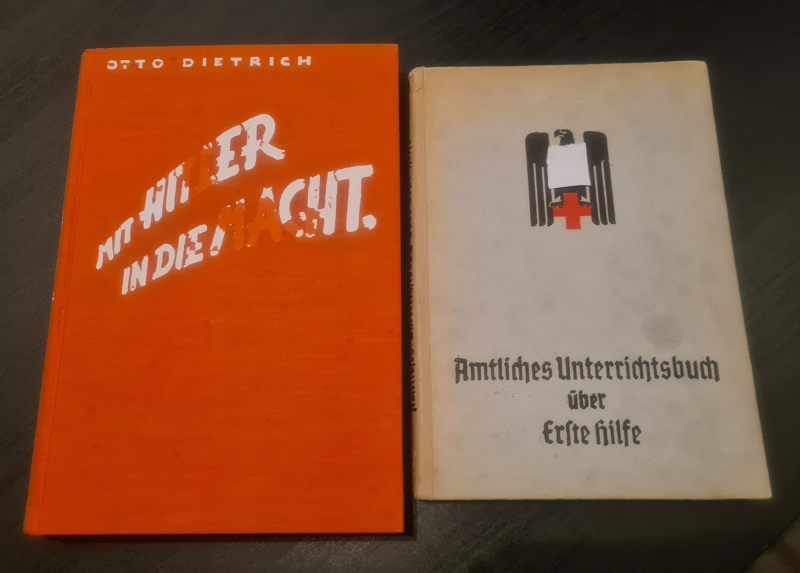 OTTO DIETRICH
MIT HITLER
IN DIE MACHT.
Amtliches Unterrichtsbuch
über
Erste Hilfe